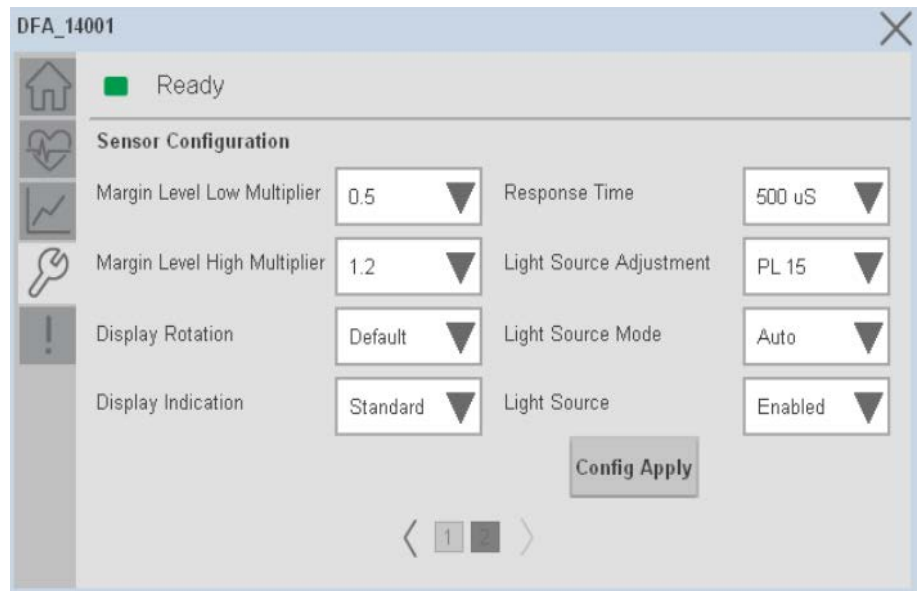 DFA_14001
Ready
Sensor Configuration
Margin Level Low Multiplier 0.5 Response Time 500 uS
Margin Level High Multiplier 1.2 Light Source Adjustment PL 15
Display Rotation Default Light Source Mode Auto
Display Indication Standard Light Source Enabled
Config Apply
1 2